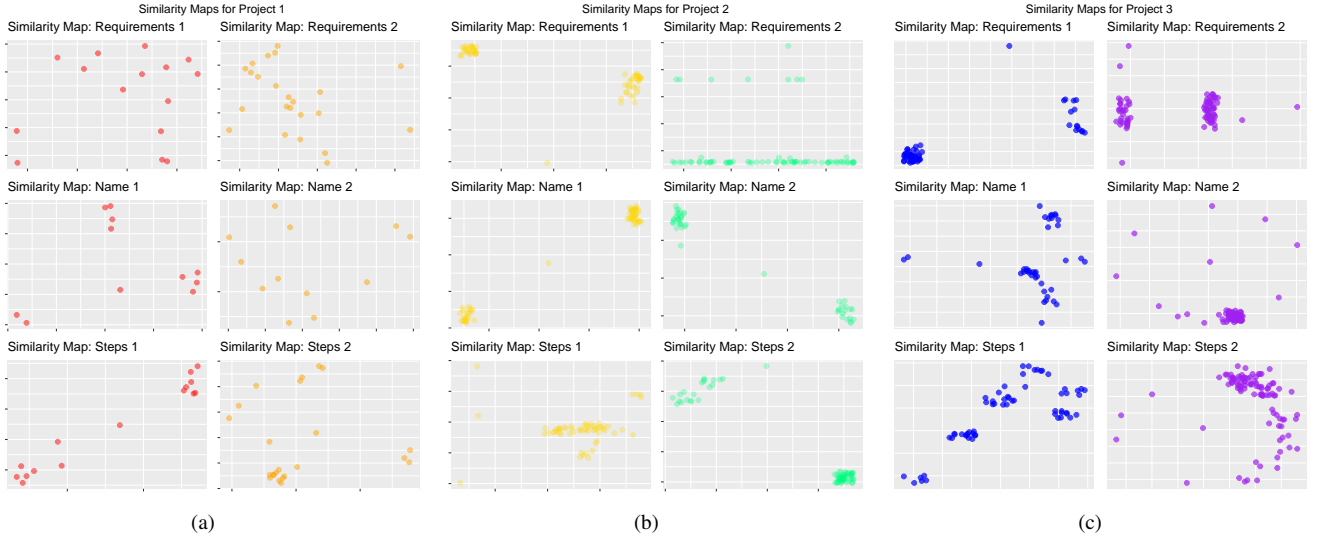 Similarity Maps for Project 1
Similarity Map: Requirements 1
Similarity Map: Requirements 2
Similarity Map: Name 1
Similarity Map: Name 2
Similarity Map: Steps 1
Similarity Map: Steps 2
(a)
Similarity Maps for Project 2
Similarity Map: Requirements 1
Similarity Map: Requirements 2
Similarity Map: Name 1
Similarity Map: Name 2
Similarity Map: Steps 1
Similarity Map: Steps 2
(b)
Similarity Maps for Project 3
Similarity Map: Requirements 1
Similarity Map: Requirements 2
Similarity Map: Name 1
Similarity Map: Name 2
Similarity Map: Steps 1
Similarity Map: Steps 2
(c)